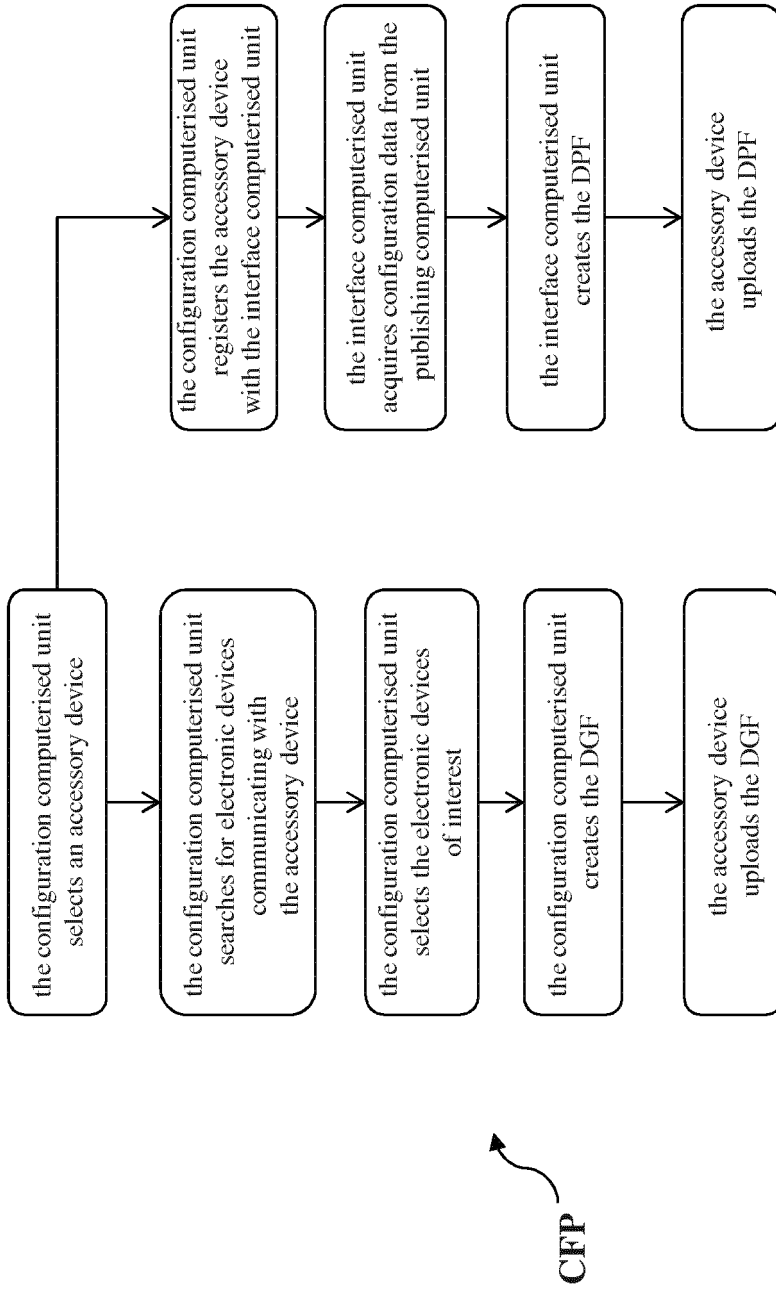 the configuration computerised unit
selects an accessory device
the configuration computerised unit
searches for electronic devices
communicating with
the accessory device
the configuration computerised unit
selects the electronic devices
of interest
the configuration computerised unit
creates the DGF
the accessory device
uploads the DGF
the configuration computerised unit
registers the accessory device
with the interface computerised unit
the interface computerised unit
acquires configuration data from the
publishing computerised unit
the interface computerised unit
creates the DPF
the accessory device
uploads the DPF
CFP